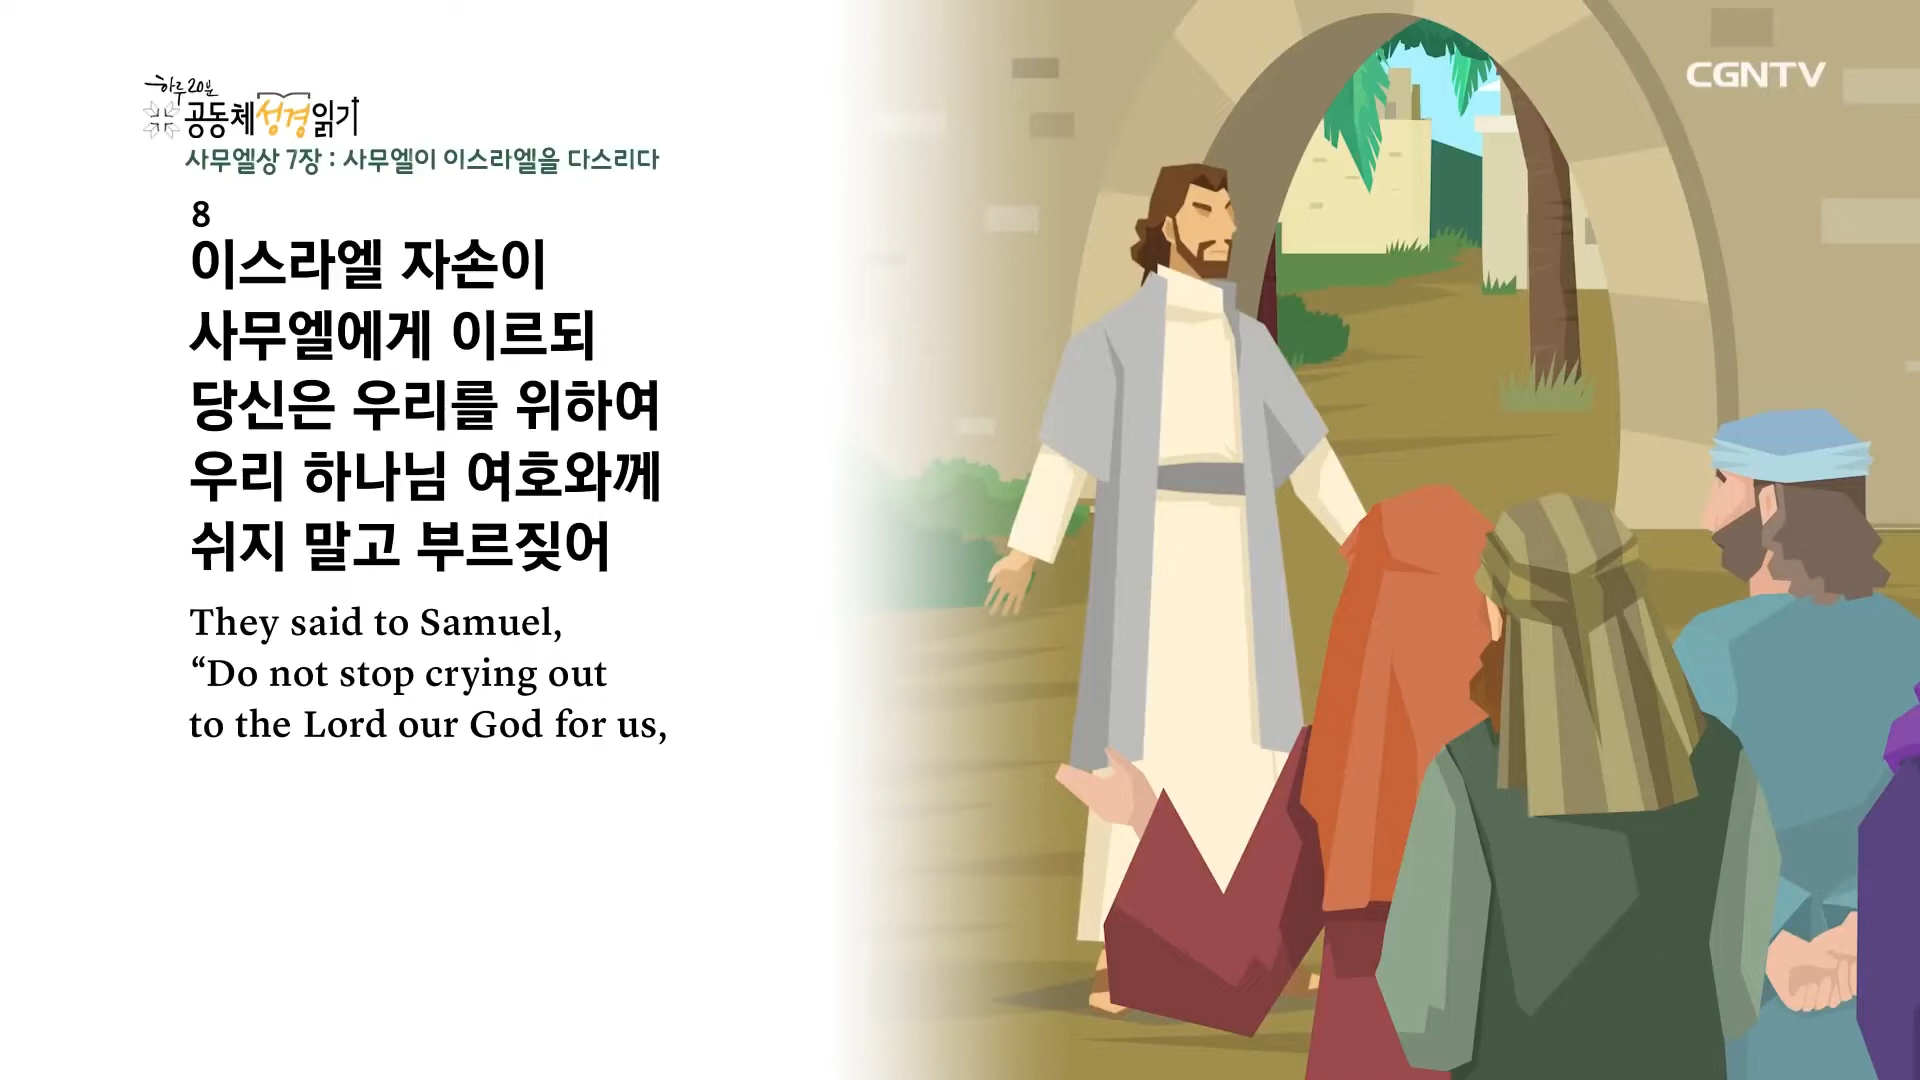 하루 20분
공동체성경읽기
CGNTV
사무엘상 7장 : 사무엘이 이스라엘을 다스리다
8
이스라엘 자손이
사무엘에게 이르되
당신은 우리를 위하여
우리 하나님 여호와께
쉬지 말고 부르짖어
They said to Samuel,
“Do not stop crying out
to the Lord our God for us,